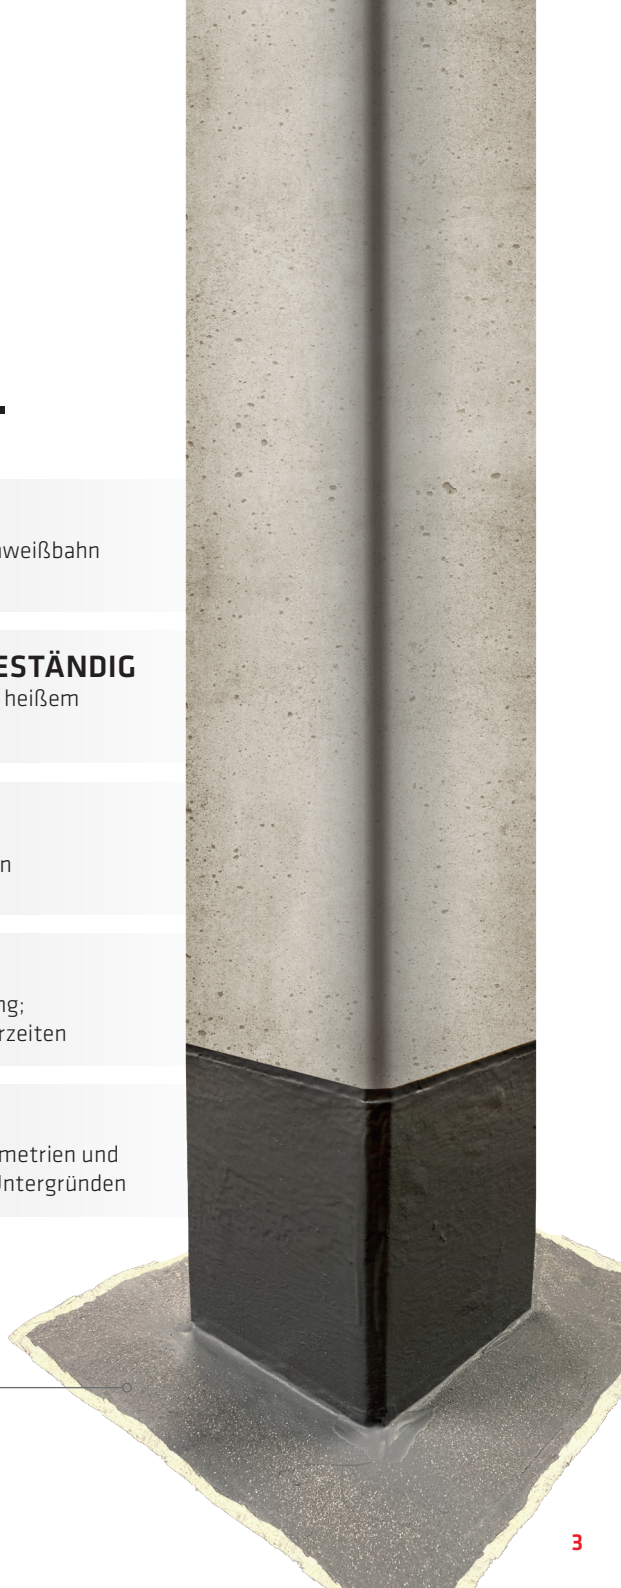 weißbahn
ESTÄNDIG
heißem
n
ng;
rzeiten
metrien und
Untergründen
3